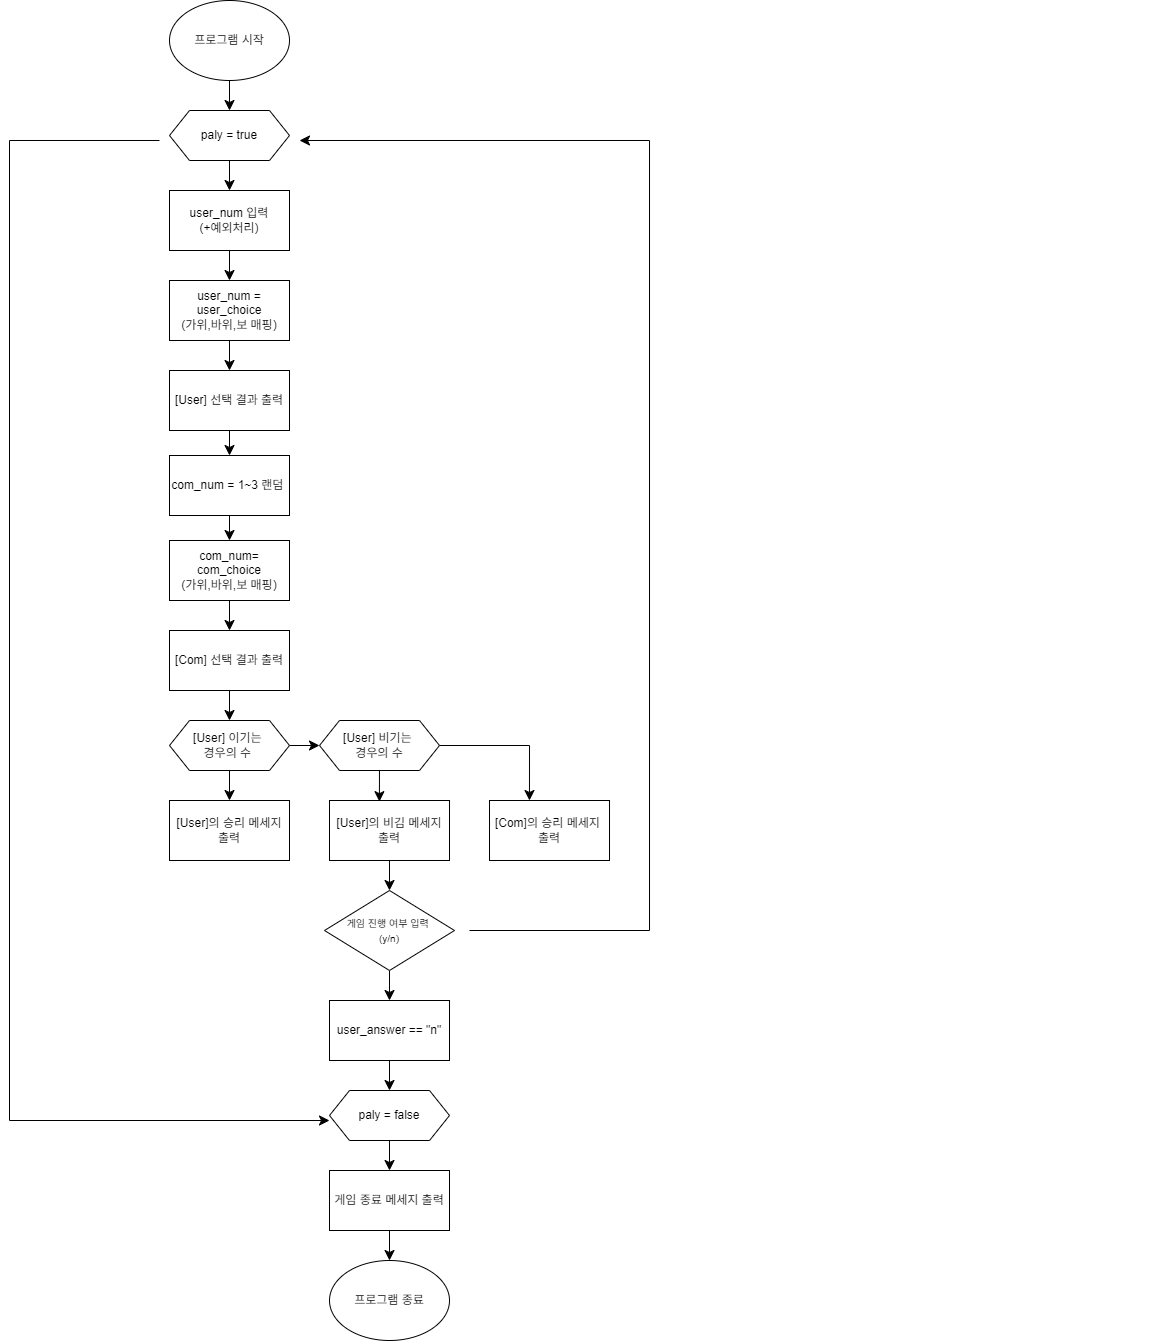 프로그램 시작
paly = true
user_num 입력
(+예외처리)
user_num =
user_choice
(가위,바위,보 매핑)
[User] 선택 결과 출력
com_num = 1~3 랜덤
com_num=
com_choice
(가위,바위,보 매핑)
[Com] 선택 결과 출력
[User] 이기는
경우의 수
[User] 비기는
경우의 수
[User]의 승리 메세지
출력
[User]의 비김 메세지
출력
[Com]의 승리 메세지
출력
게임 진행 여부 입력
(y/n)
user_answer == "n"
paly = false
게임 종료 메세지 출력
프로그램 종료